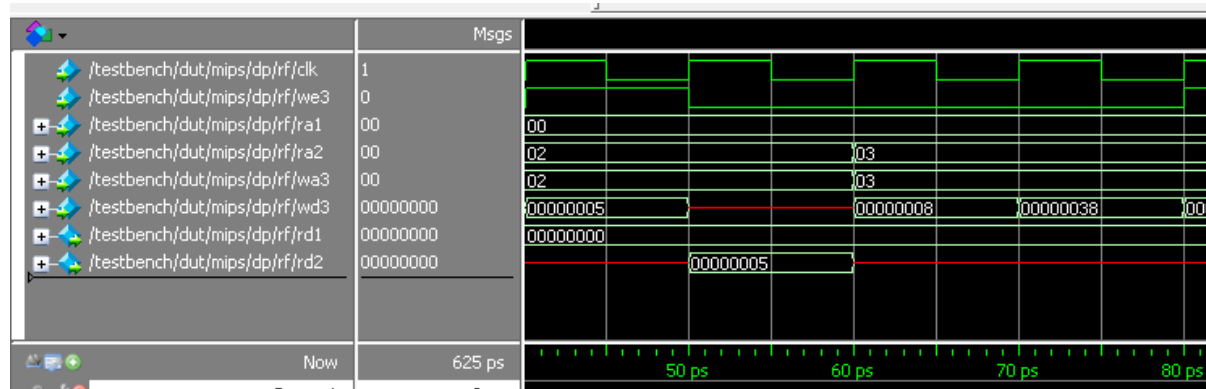 Msgs
/testbench/dut/mips/dp/rf/clk 1
/testbench/dut/mips/dp/rf/we3 0
/testbench/dut/mips/dp/rf/ra1 00 00
/testbench/dut/mips/dp/rf/ra2 00 02 03
/testbench/dut/mips/dp/rf/wa3 00 02 03
/testbench/dut/mips/dp/rf/wd3 00000000 00000005 00000008 00000038 00
/testbench/dut/mips/dp/rf/rd1 00000000 00000000
/testbench/dut/mips/dp/rf/rd2 00000000 00000005
Now 625 ps 50 ps 60 ps 70 ps 80 ps